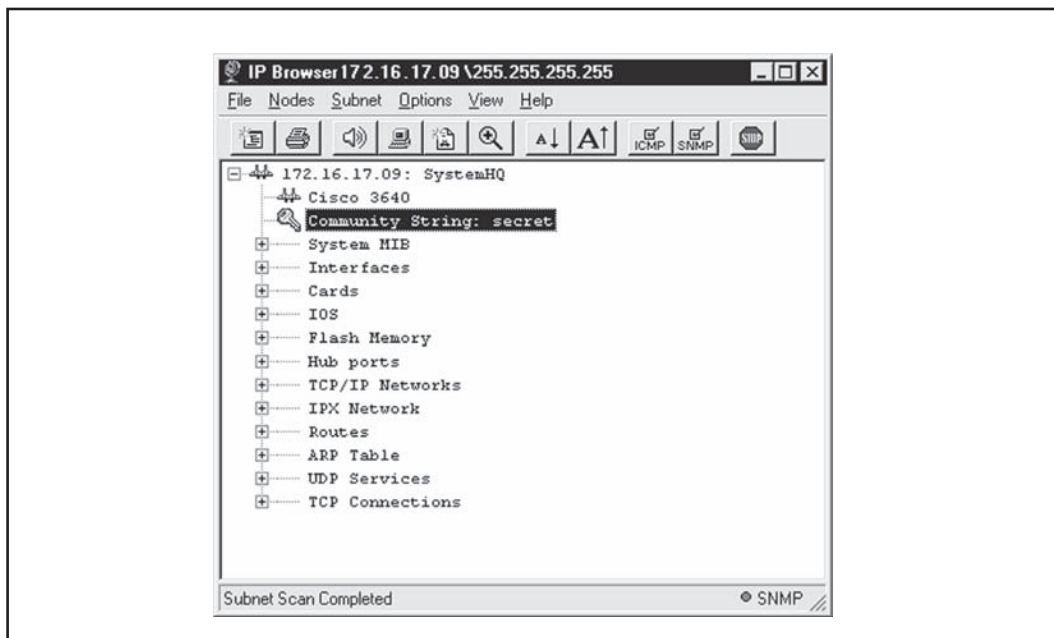 IP Browser172.16.17.09 \255.255.255.255
File Nodes Subnet Options View Help
A↓ A↑ ICMP SNMP STOP
172.16.17.09: SystemHQ
Cisco 3640
Community String: secret
System MIB
Interfaces
Cards
IOS
Flash Memory
Hub ports
TCP/IP Networks
IPX Network
Routes
ARP Table
UDP Services
TCP Connections
Subnet Scan Completed SNMP